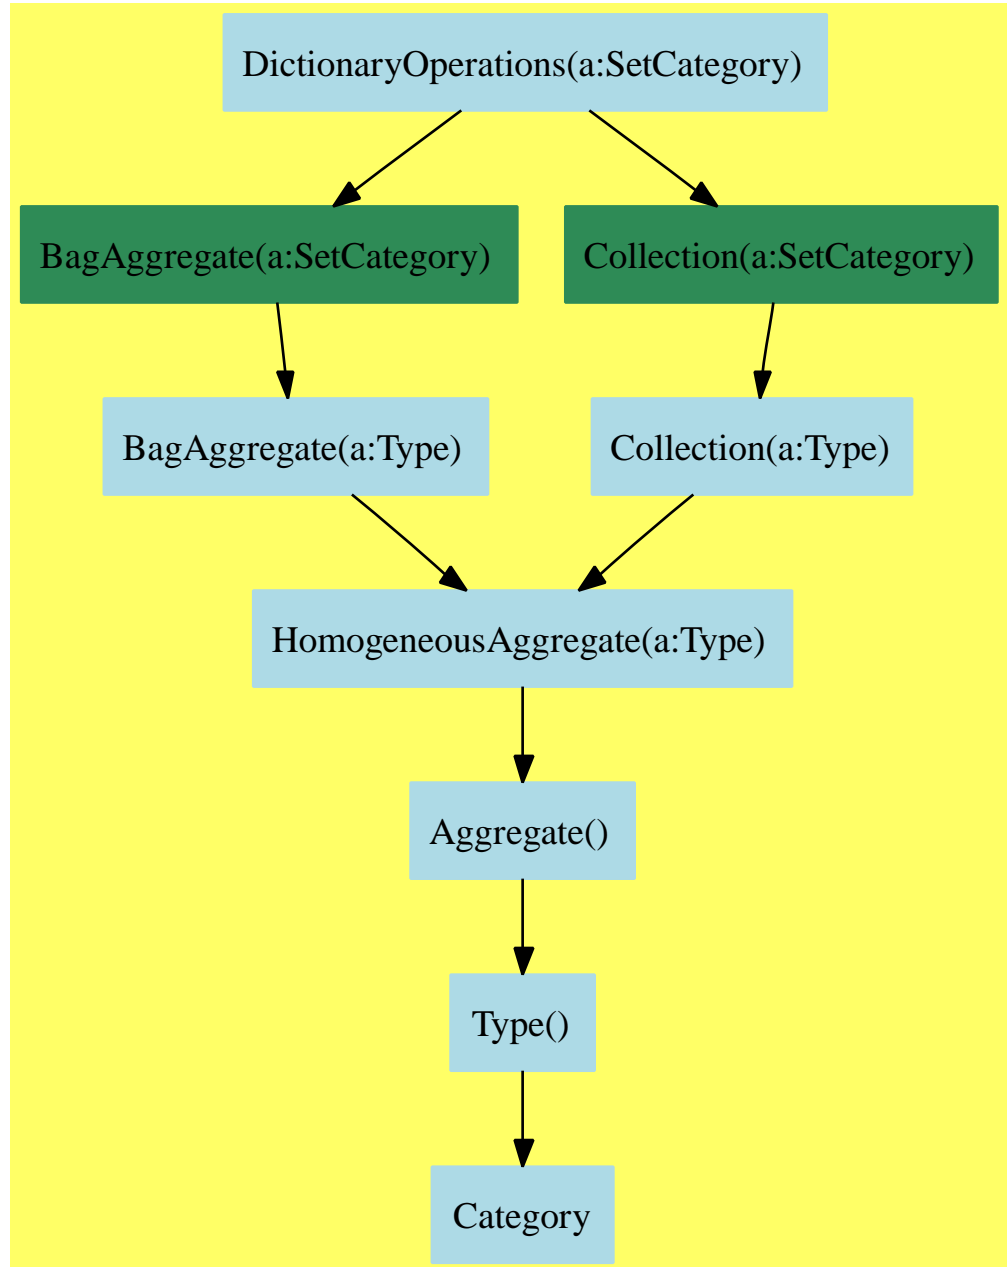 DictionaryOperations(a:SetCategory)
BagAggregate(a:SetCategory)
Collection(a:SetCategory)
BagAggregate(a:Type)
Collection(a:Type)
HomogeneousAggregate(a:Type)
Aggregate()
Type()
Category